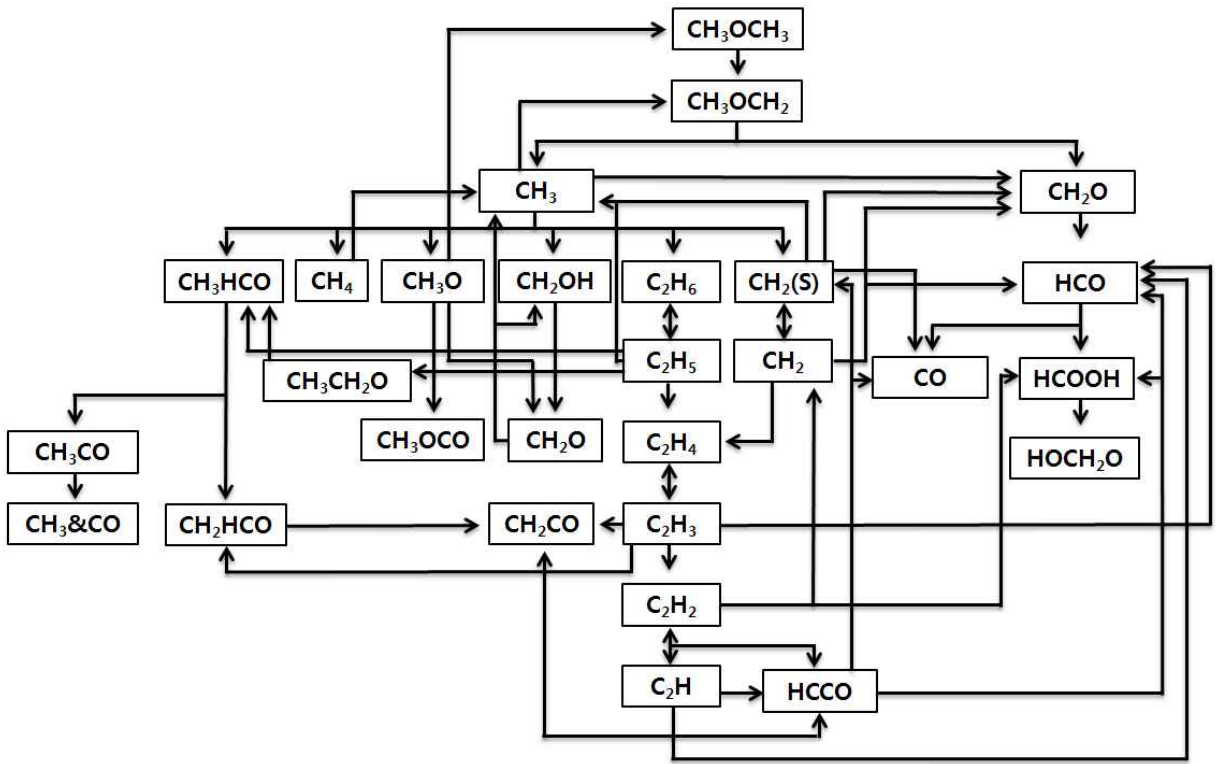 CH₃OCH₃
CH₃OCH₂
CH₃
CH₂O
CH₃HCO
CH₄
CH₃O
CH₂OH
C₂H₆
CH₂(S)
HCO
CH₃CH₂O
C₂H₅
CH₂
CO
HCOOH
CH₃CO
CH₃OCO
CH₂O
C₂H₄
HOCH₂O
CH₃&CO
CH₂HCO
CH₂CO
C₂H₃
C₂H₂
C₂H
HCCO